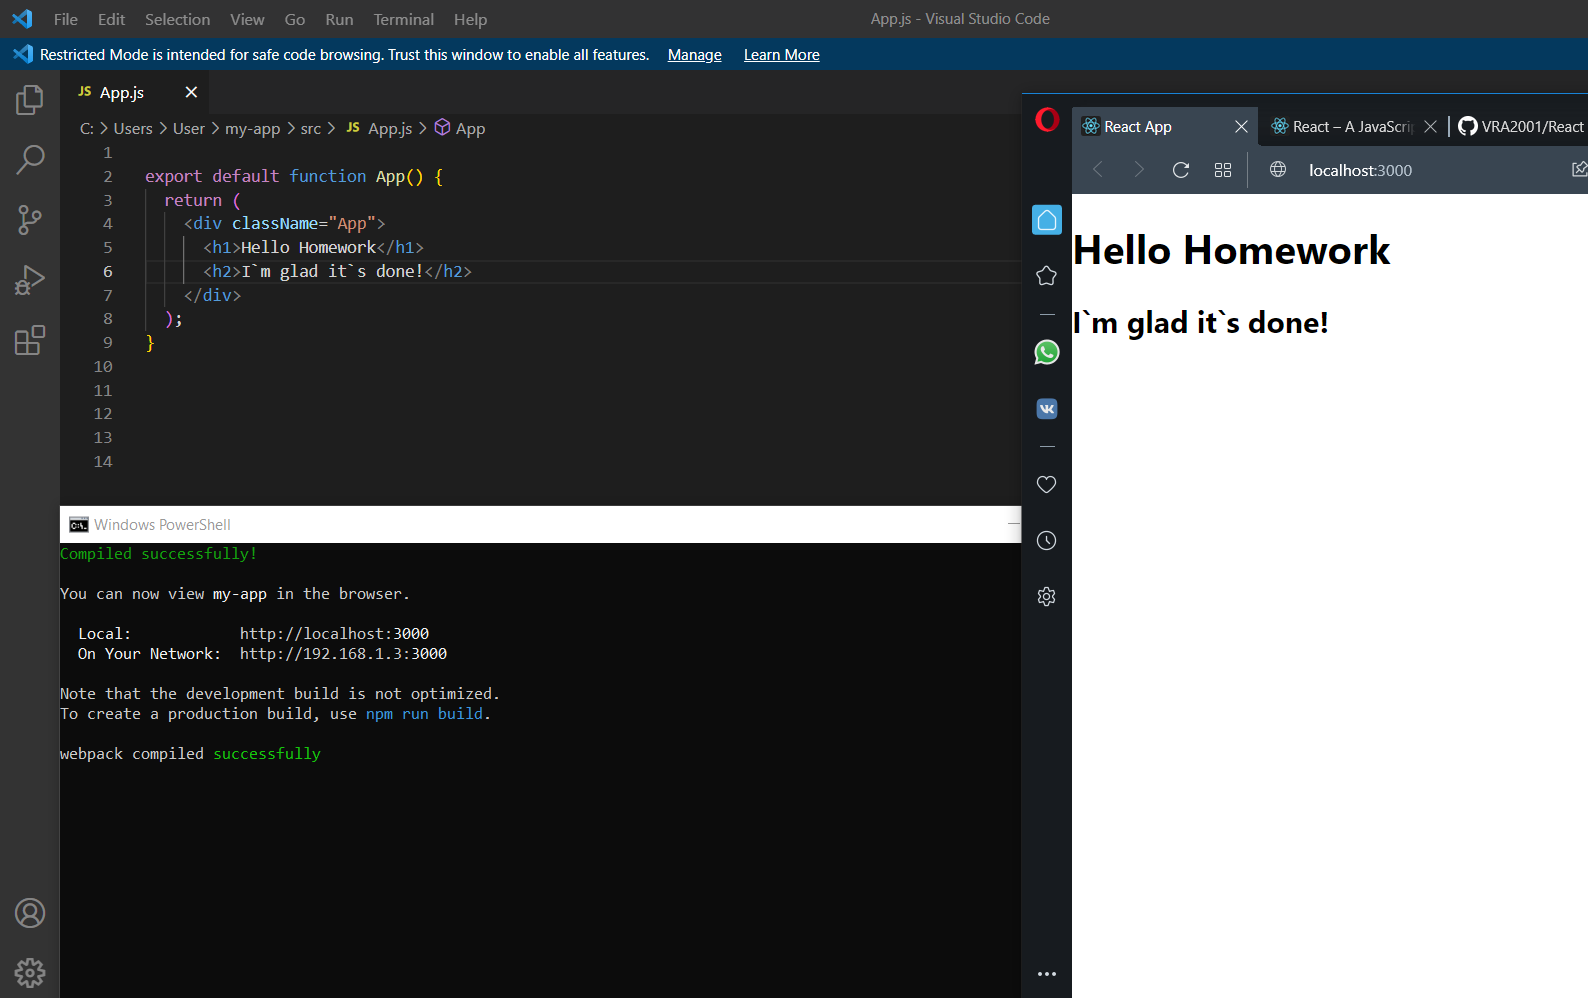 File Edit Selection View Go Run Terminal Help
App.js - Visual Studio Code
Restricted Mode is intended for safe code browsing. Trust this window to enable all features. Manage Learn More
JS App.js
C: > Users > User > my-app > src > JS App.js > App
1
2 export default function App() {
3 return (
4 <div className="App">
5 <h1>Hello Homework</h1>
6 <h2>I`m glad it`s done!</h2>
7 </div>
8 );
9 }
10
11
12
13
14
Windows PowerShell
Compiled successfully!
You can now view my-app in the browser.
Local: http://localhost:3000
On Your Network: http://192.168.1.3:3000
Note that the development build is not optimized.
To create a production build, use npm run build.
webpack compiled successfully
React App
React – A JavaScrip
VRA2001/React
localhost:3000
Hello Homework
I`m glad it`s done!